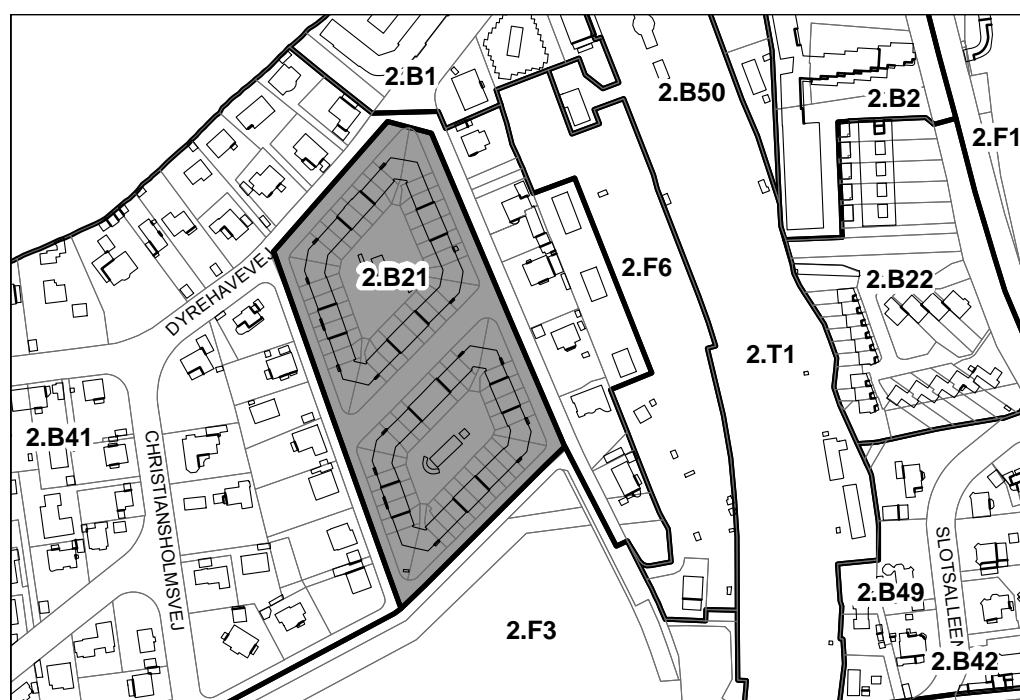 2.B1
2.B50
2.B2
2.F1
2.B21
2.F6
2.B22
DYREHAVEVEJ
2.T1
2.B41
CHRISTIANSHOLMSVEJ
SLOTSALLEEN
2.B49
2.F3
2.B42